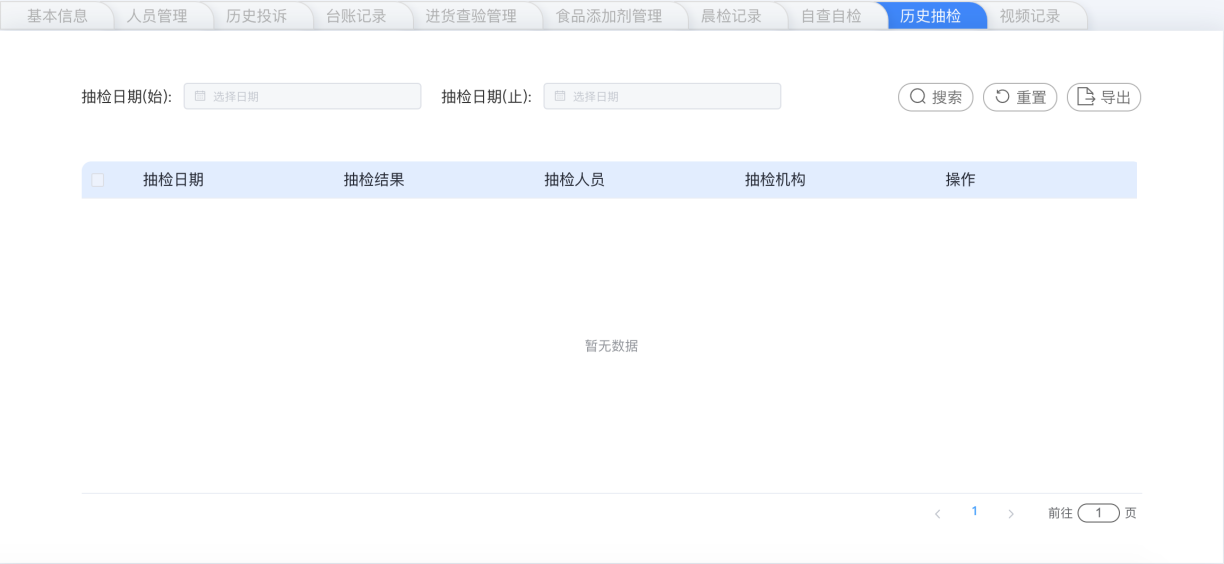 基本信息 人员管理 历史投诉 台账记录 进货查验管理 食品添加剂管理 晨检记录 自查自检 历史抽检 视频记录
抽检日期(始): 选择日期 抽检日期(止): 选择日期 搜索 重置 导出
抽检日期 抽检结果 抽检人员 抽检机构 操作
暂无数据
1 前往 1 页